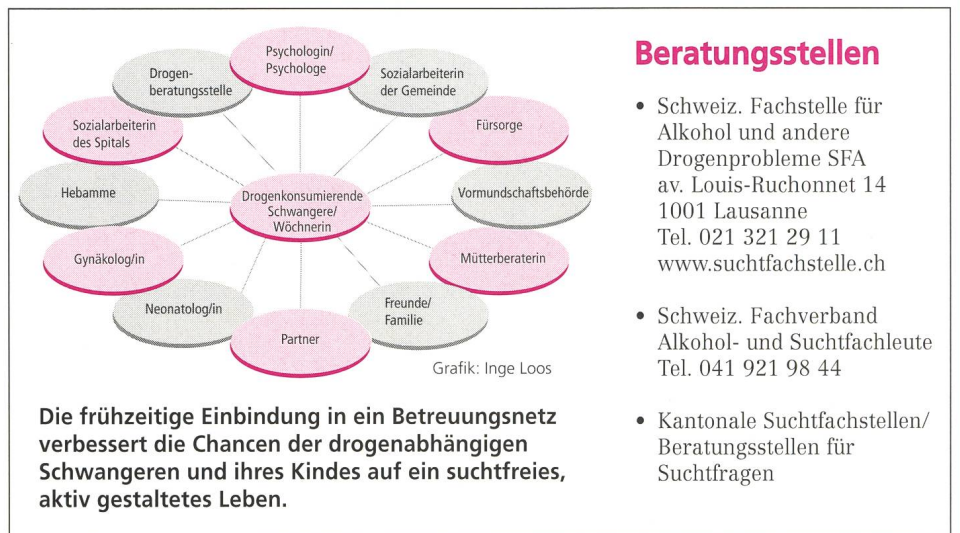 Psychologin/
Psychologe
Drogen-
beratungsstelle
Sozialarbeiterin
der Gemeinde
Sozialarbeiterin
des Spitals
Fürsorge
Hebamme
Drogenkonsumierende
Schwangere/
Wöchnerin
Vormundschaftsbehörde
Gynäkolog/in
Mütterberaterin
Neonatolog/in
Freunde/
Familie
Partner
Grafik: Inge Loos
Die frühzeitige Einbindung in ein Betreuungsnetz
verbessert die Chancen der drogenabhängigen
Schwangeren und ihres Kindes auf ein suchtfreies,
aktiv gestaltetes Leben.
Beratungsstellen
• Schweiz. Fachstelle für
Alkohol und andere
Drogenprobleme SFA
av. Louis-Ruchonnet 14
1001 Lausanne
Tel. 021 321 29 11
www.suchtfachstelle.ch
• Schweiz. Fachverband
Alkohol- und Suchtfachleute
Tel. 041 921 98 44
• Kantonale Suchtfachstellen/
Beratungsstellen für
Suchtfragen